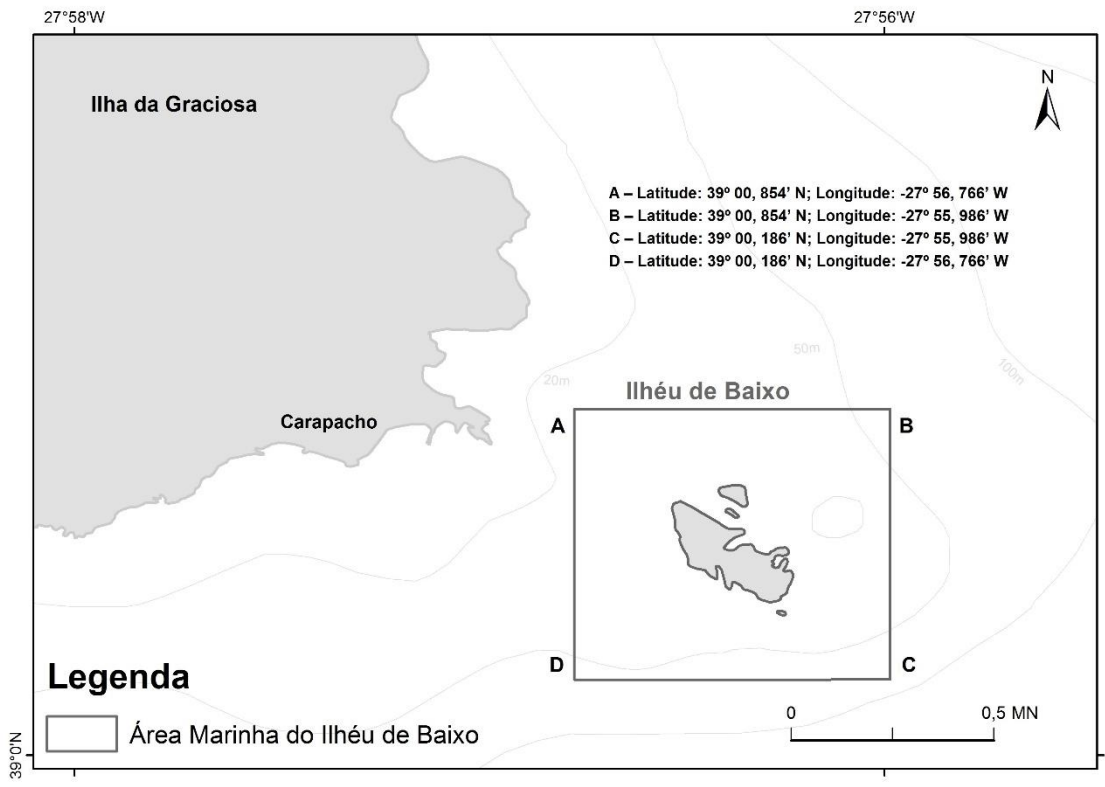 27°58'W
27°56'W
Ilha da Graciosa
N
A – Latitude: 39º 00, 854’ N; Longitude: -27º 56, 766’ W
B – Latitude: 39º 00, 854’ N; Longitude: -27º 55, 986’ W
C – Latitude: 39º 00, 186’ N; Longitude: -27º 55, 986’ W
D – Latitude: 39º 00, 186’ N; Longitude: -27º 56, 766’ W
50m
100m
20m
Ilhéu de Baixo
Carapacho
A
B
D
C
Legenda
Área Marinha do Ilhéu de Baixo
0
0,5 MN
39°0'N